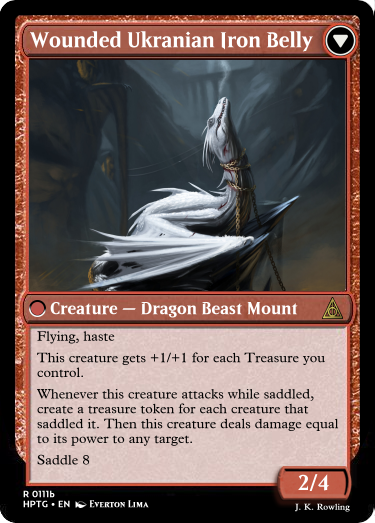 Wounded Ukranian Iron Belly
Creature — Dragon Beast Mount
Flying, haste
This creature gets +1/+1 for each Treasure you
control.
Whenever this creature attacks while saddled,
create a treasure token for each creature that
saddled it. Then this creature deals damage equal
to its power to any target.
Saddle 8
2/4
R 0111b
HPTG • EN Everton Lima
J. K. Rowling